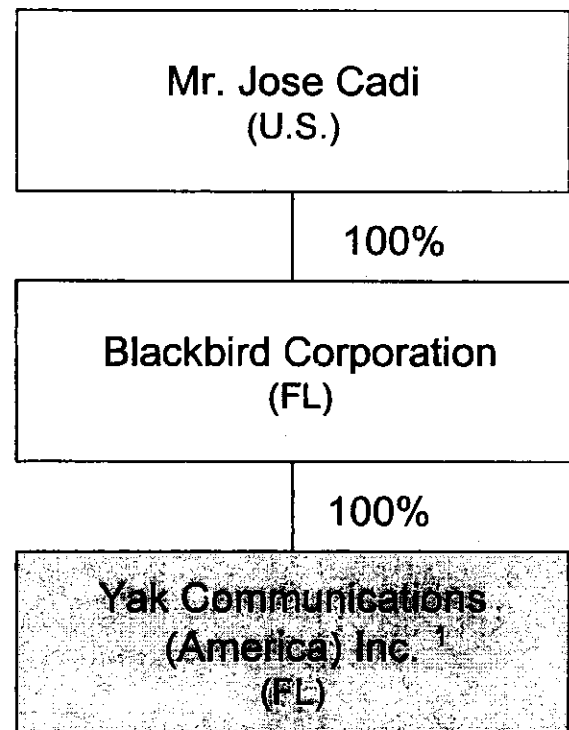 Mr. Jose Cadi
(U.S.)
100%
Blackbird Corporation
(FL)
100%
Yak Communications
(America) Inc. 1
(FL)